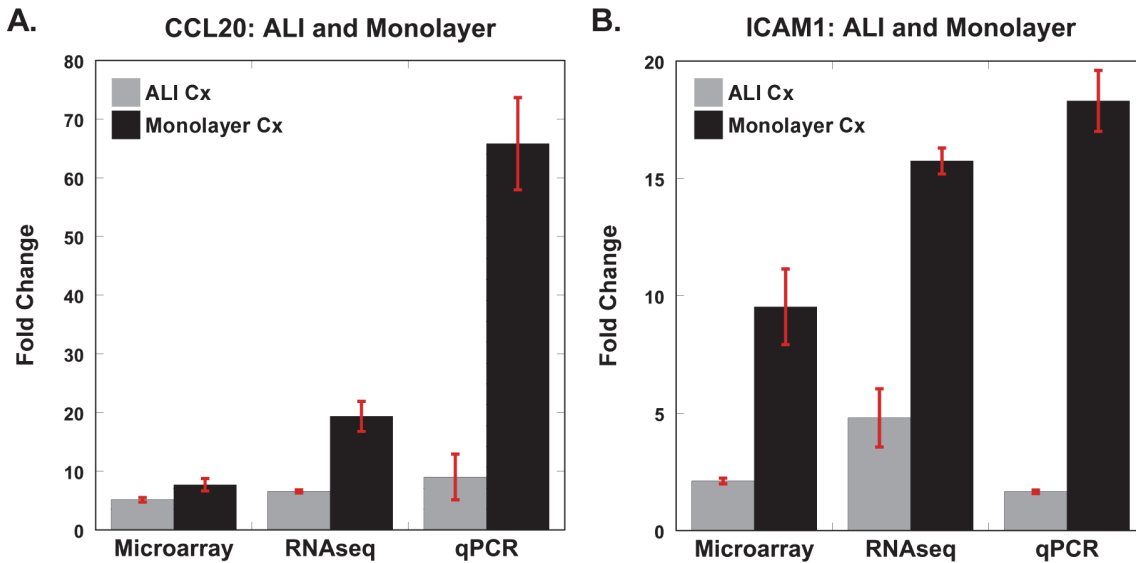 A.
CCL20: ALI and Monolayer
80
70
60
50
40
30
20
10
0
Fold Change
ALI Cx
Monolayer Cx
Microarray RNAseq qPCR
B.
ICAM1: ALI and Monolayer
20
15
10
5
0
Fold Change
ALI Cx
Monolayer Cx
Microarray RNAseq qPCR